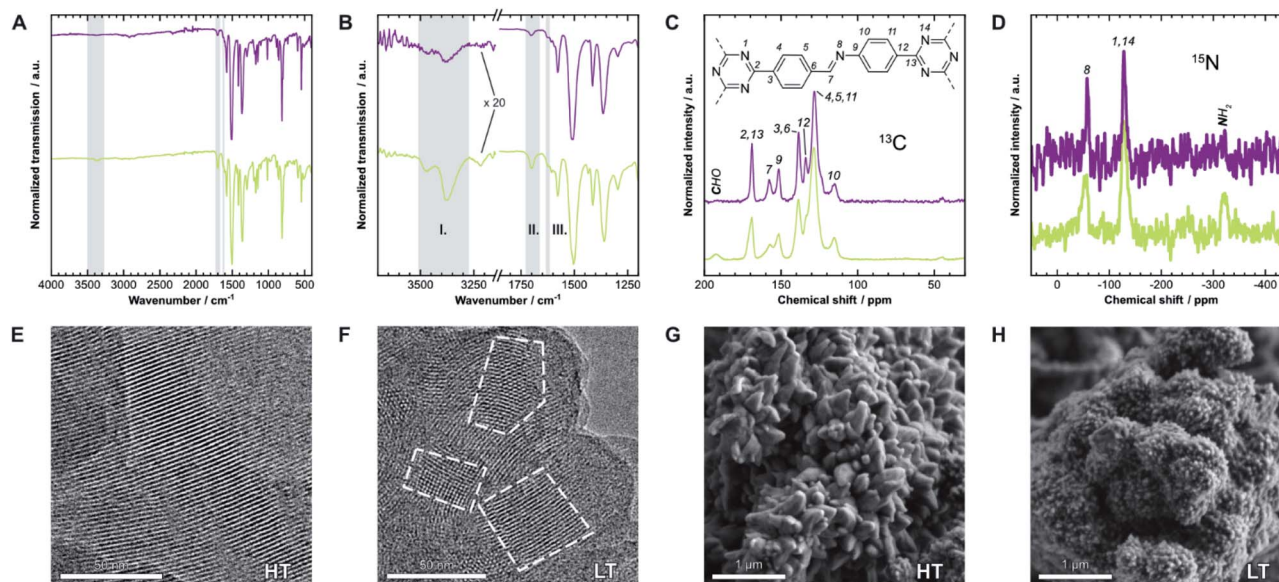 A
Normalized transmission / a.u.
4000 3500 3000 2500 2000 1500 1000 500
Wavenumber / cm-1
B
Normalized transmission / a.u.
x 20
I.
II.
III.
3500 3250 1750 1500 1250
Wavenumber / cm-1
C
Normalized intensity / a.u.
N 1
N
N
2
3
4
5
6
7
N
8
9
10
11
12
13
N
14
N
N
13C
CHO
2,13
7
9
3,6
12
4,5,11
10
200 150 100 50
Chemical shift / ppm
D
Normalized intensity / a.u.
15N
8
1,14
NH2
0 -100 -200 -300 -400
Chemical shift / ppm
E
50 nm
HT
F
50 nm
LT
G
1 µm
HT
H
1 µm
LT